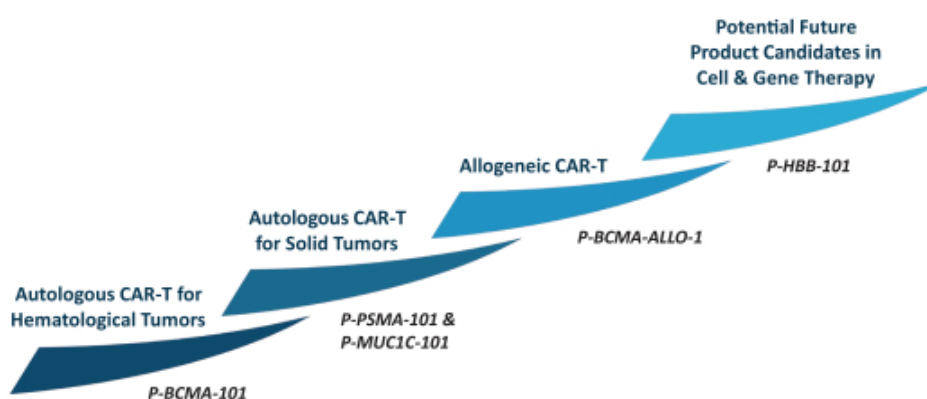 Potential Future
Product Candidates in
Cell & Gene Therapy
P-HBB-101
Allogeneic CAR-T
P-BCMA-ALLO-1
Autologous CAR-T
for Solid Tumors
P-PSMA-101 &
P-MUC1C-101
Autologous CAR-T for
Hematological Tumors
P-BCMA-101